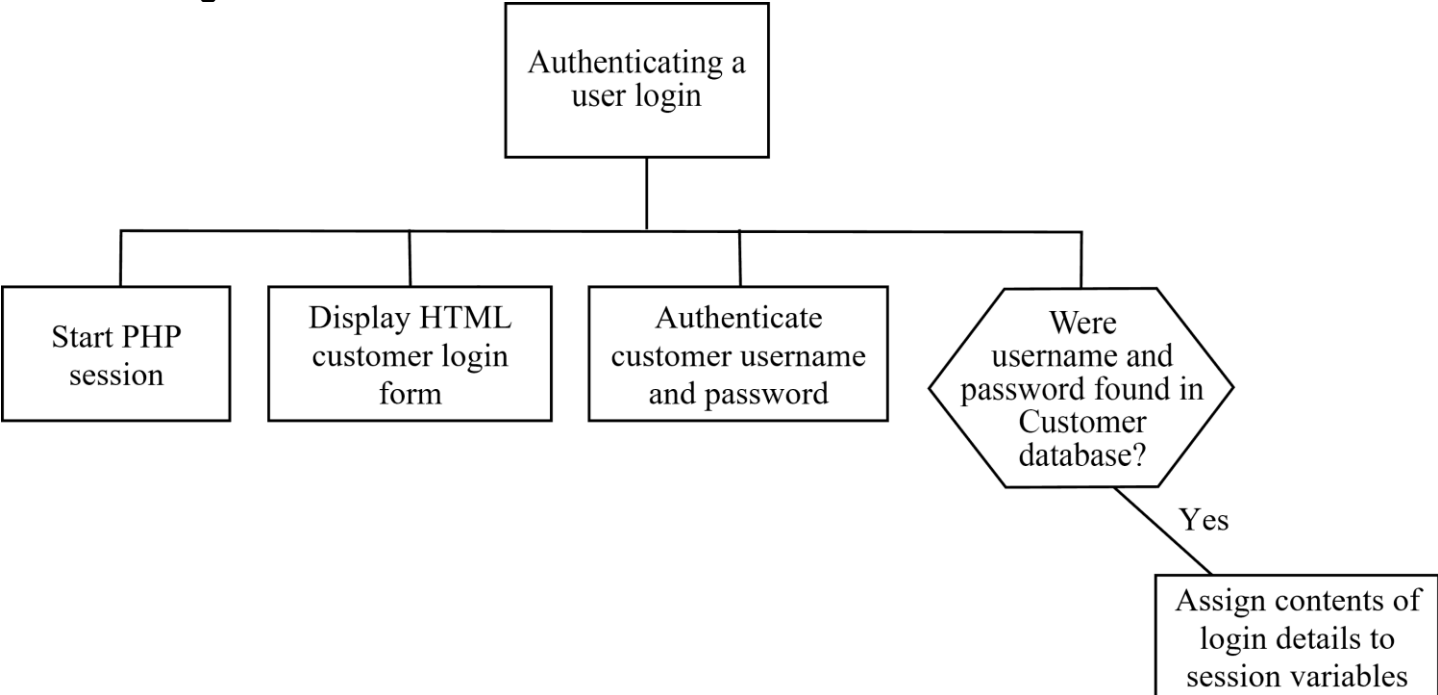 Authenticating a
user login
Start PHP
session
Display HTML
customer login
form
Authenticate
customer username
and password
Were
username and
password found in
Customer
database?
Yes
Assign contents of
login details to
session variables